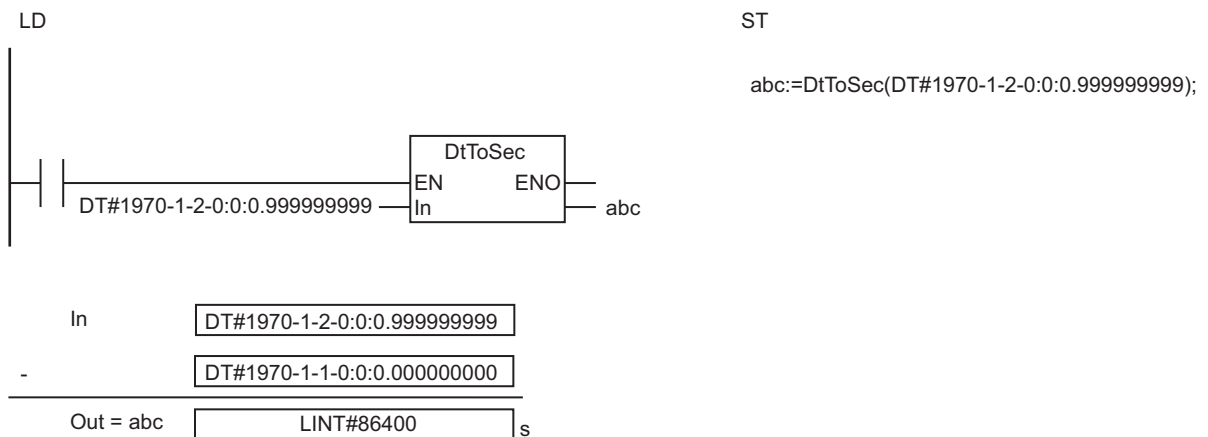 LD
ST
abc:=DtToSec(DT#1970-1-2-0:0:0.999999999);
DtToSec
EN ENO
DT#1970-1-2-0:0:0.999999999 In abc
In DT#1970-1-2-0:0:0.999999999
- DT#1970-1-1-0:0:0.000000000
Out = abc LINT#86400 s